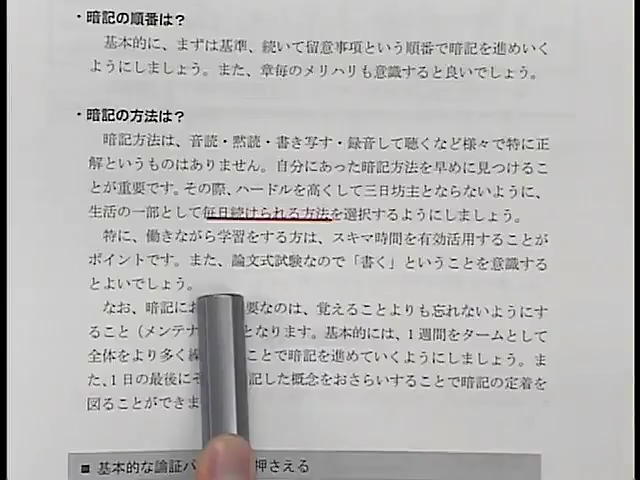 ・暗記の順番は？
基本的に、まずは基準、続いて留意事項という順番で暗記を進めていく
ようにしましょう。また、章毎のメリハリも意識すると良いでしょう。
・暗記の方法は？
暗記方法は、音読・黙読・書き写す・録音して聴くなど様々で特に正
解というものはありません。自分にあった暗記方法を早めに見つけるこ
とが重要です。その際、ハードルを高くして三日坊主とならないように、
生活の一部として毎日続けられる方法を選択するようにしましょう。
特に、働きながら学習をする方は、スキマ時間を有効活用することが
ポイントです。また、論文式試験なので「書く」ということを意識する
とよいでしょう。
なお、暗記にお 要なのは、覚えることよりも忘れないようにす
ること（メンテナ となります。基本的には、1週間をタームとして
全体をより多く ことで暗記を進めていくようにしましょう。ま
た、1日の最後に 記した概念をおさらいすることで暗記の定着を
図ることができま
■ 基本的な論証パ 押さえる